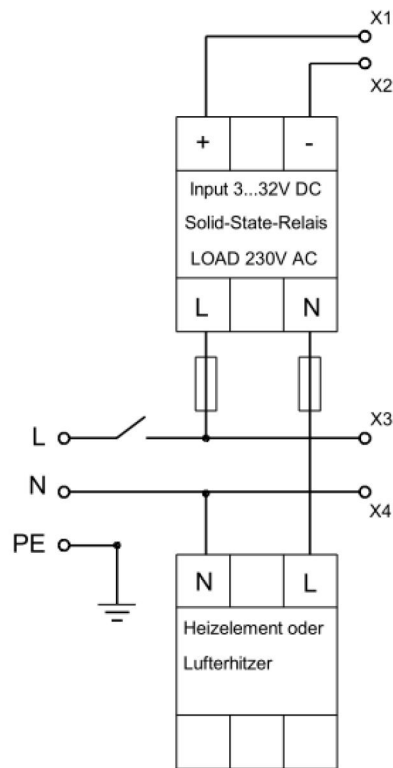 X1
X2
+ -
Input 3...32V DC
Solid-State-Relais
LOAD 230V AC
L N
L X3
N X4
PE
N L
Heizelement oder
Lufterhitzer